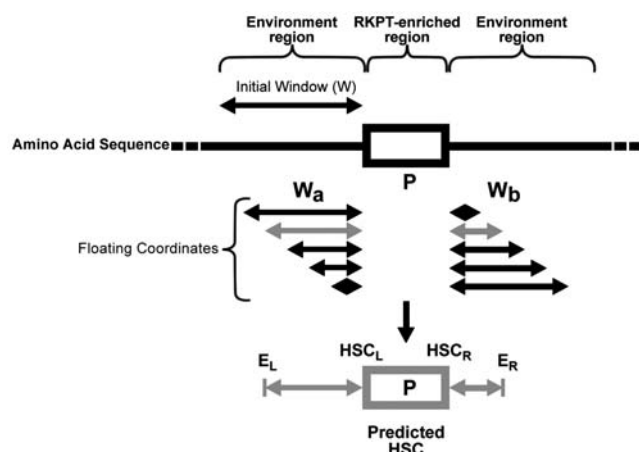 Environment region
RKPT-enriched region
Environment region
Initial Window (W)
Amino Acid Sequence
P
Wa
Wb
Floating Coordinates
EL
HSCL
HSCR
ER
P
Predicted
HSC